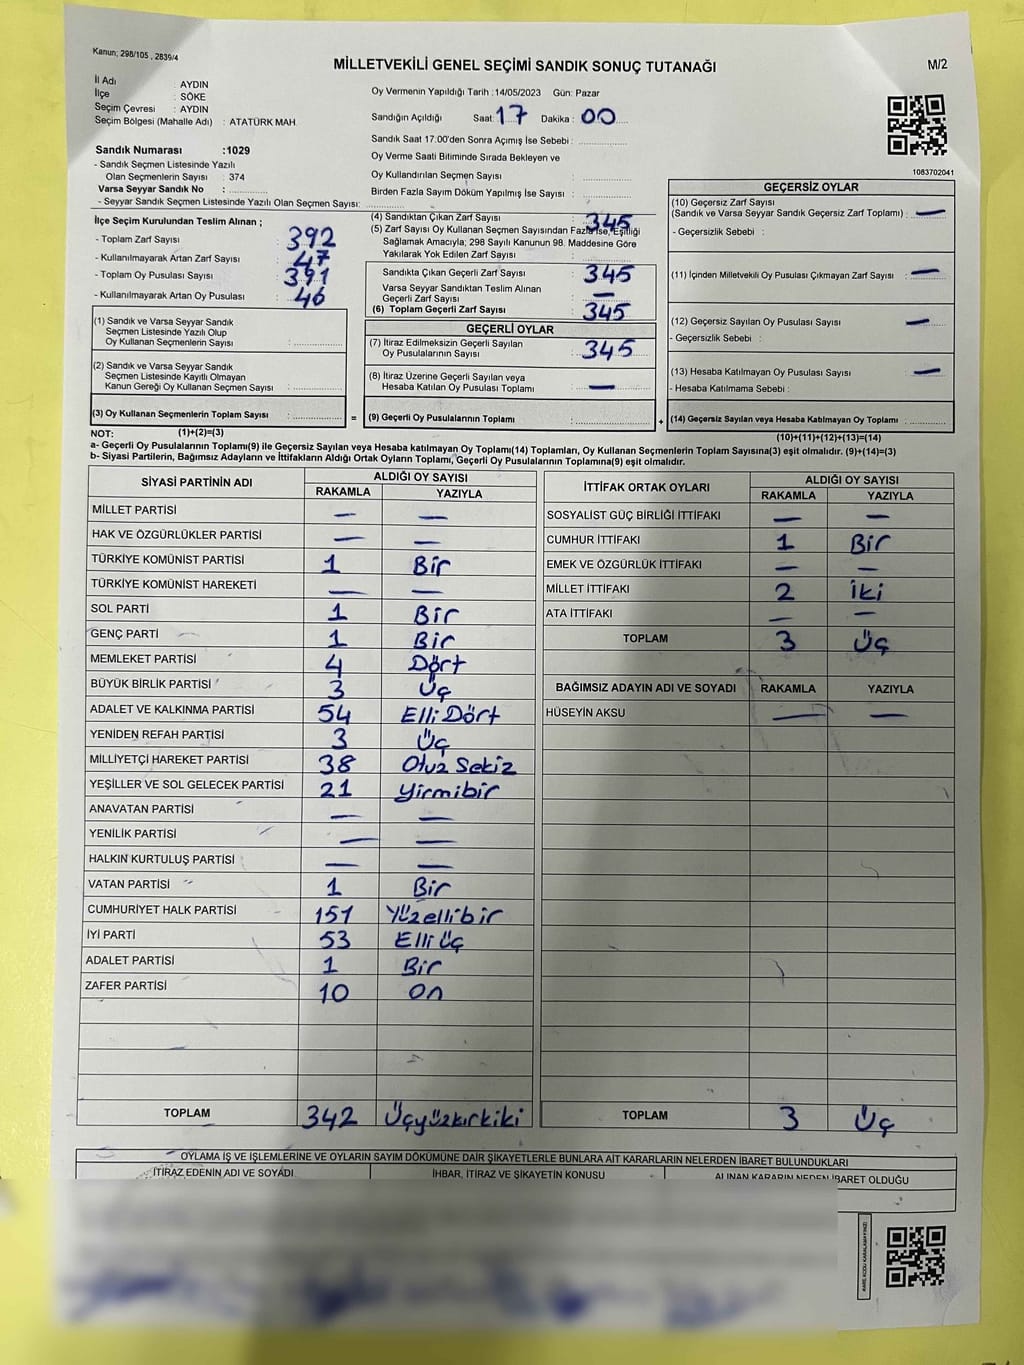 Kanun; 298/105 , 2839/4
MİLLETVEKİLİ GENEL SEÇİMİ SANDIK SONUÇ TUTANAĞI
M/2
İl Adı : AYDIN
İlçe : SÖKE
Seçim Çevresi : AYDIN
Seçim Bölgesi (Mahalle Adı) : ATATÜRK MAH.
Sandık Numarası :1029
- Sandık Seçmen Listesinde Yazılı
Olan Seçmenlerin Sayısı : 374
Varsa Seyyar Sandık No :
- Seyyar Sandık Seçmen Listesinde Yazılı Olan Seçmen Sayısı:
Oy Vermenin Yapıldığı Tarih :14/05/2023 Gün: Pazar
Sandığın Açıldığı Saat: 17 Dakika : 00
Sandık Saat 17.00'den Sonra Açımış İse Sebebi :
Oy Verme Saati Bitiminde Sırada Bekleyen ve
Oy Kullandırılan Seçmen Sayısı :
Birden Fazla Sayım Döküm Yapılmış İse Sayısı :
1083702041
İlçe Seçim Kurulundan Teslim Alınan ;
- Toplam Zarf Sayısı : 392
- Kullanılmayarak Artan Zarf Sayısı : 47
- Toplam Oy Pusulası Sayısı : 391
- Kullanılmayarak Artan Oy Pusulası : 46
(1) Sandık ve Varsa Seyyar Sandık
Seçmen Listesinde Yazılı Olup
Oy Kullanan Seçmenlerin Sayısı :
(2) Sandık ve Varsa Seyyar Sandık
Seçmen Listesinde Kayıtlı Olmayan
Kanun Gereği Oy Kullanan Seçmen Sayısı :
(3) Oy Kullanan Seçmenlerin Toplam Sayısı :
(1)+(2)=(3)
(4) Sandıktan Çıkan Zarf Sayısı : 345
(5) Zarf Sayısı Oy Kullanan Seçmen Sayısından Fazla İse, Eşitliği
Sağlamak Amacıyla; 298 Sayılı Kanunun 98. Maddesine Göre
Yakılarak Yok Edilen Zarf Sayısı :
Sandıkta Çıkan Geçerli Zarf Sayısı : 345
Varsa Seyyar Sandıktan Teslim Alınan
Geçerli Zarf Sayısı : —
(6) Toplam Geçerli Zarf Sayısı : 345
GEÇERLİ OYLAR
(7) İtiraz Edilmeksizin Geçerli Sayılan
Oy Pusulalarının Sayısı : 345
(8) İtiraz Üzerine Geçerli Sayılan veya
Hesaba Katılan Oy Pusulası Toplamı : —
= (9) Geçerli Oy Pusulalarının Toplamı :
GEÇERSİZ OYLAR
(10) Geçersiz Zarf Sayısı
(Sandık ve Varsa Seyyar Sandık Geçersiz Zarf Toplamı) : —
- Geçersizlik Sebebi :
(11) İçinden Milletvekili Oy Pusulası Çıkmayan Zarf Sayısı : —
(12) Geçersiz Sayılan Oy Pusulası Sayısı : —
- Geçersizlik Sebebi :
(13) Hesaba Katılmayan Oy Pusulası Sayısı : —
- Hesaba Katılmama Sebebi :
+ (14) Geçersiz Sayılan veya Hesaba Katılmayan Oy Toplamı :
(10)+(11)+(12)+(13)=(14)
NOT:
a- Geçerli Oy Pusulalarının Toplamı(9) ile Geçersiz Sayılan veya Hesaba katılmayan Oy Toplamı(14) Toplamları, Oy Kullanan Seçmenlerin Toplam Sayısına(3) eşit olmalıdır. (9)+(14)=(3)
b- Siyasi Partilerin, Bağımsız Adayların ve İttifakların Aldığı Ortak Oyların Toplamı, Geçerli Oy Pusulalarının Toplamına(9) eşit olmalıdır.
SİYASİ PARTİNİN ADI ALDIĞI OY SAYISI
RAKAMLA YAZIYLA
MİLLET PARTİSİ — —
HAK VE ÖZGÜRLÜKLER PARTİSİ — —
TÜRKİYE KOMÜNİST PARTİSİ 1 Bir
TÜRKİYE KOMÜNİST HAREKETİ — —
SOL PARTİ 1 Bir
GENÇ PARTİ 1 Bir
MEMLEKET PARTİSİ 4 Dört
BÜYÜK BİRLİK PARTİSİ 3 Üç
ADALET VE KALKINMA PARTİSİ 54 Elli Dört
YENİDEN REFAH PARTİSİ 3 Üç
MİLLİYETÇİ HAREKET PARTİSİ 38 Otuz Sekiz
YEŞİLLER VE SOL GELECEK PARTİSİ 21 Yirmibir
ANAVATAN PARTİSİ — —
YENİLİK PARTİSİ — —
HALKIN KURTULUŞ PARTİSİ — —
VATAN PARTİSİ 1 Bir
CUMHURİYET HALK PARTİSİ 151 Yüzellibir
İYİ PARTİ 53 Elli Üç
ADALET PARTİSİ 1 Bir
ZAFER PARTİSİ 10 On
TOPLAM 342 Üçyüzkırkiki
İTTİFAK ORTAK OYLARI ALDIĞI OY SAYISI
RAKAMLA YAZIYLA
SOSYALİST GÜÇ BİRLİĞİ İTTİFAKI — —
CUMHUR İTTİFAKI 1 Bir
EMEK VE ÖZGÜRLÜK İTTİFAKI — —
MİLLET İTTİFAKI 2 İki
ATA İTTİFAKI — —
TOPLAM 3 Üç
BAĞIMSIZ ADAYIN ADI VE SOYADI RAKAMLA YAZIYLA
HÜSEYİN AKSU — —
TOPLAM 3 Üç
OYLAMA İŞ VE İŞLEMLERİNE VE OYLARIN SAYIM DÖKÜMÜNE DAİR ŞİKAYETLERLE BUNLARA AİT KARARLARIN NELERDEN İBARET BULUNDUKLARI
İTİRAZ EDENİN ADI VE SOYADI İHBAR, İTİRAZ VE ŞİKAYETİN KONUSU ALINAN KARARIN NEDEN İBARET OLDUĞU
KARE KODU KARALAMAYINIZ!